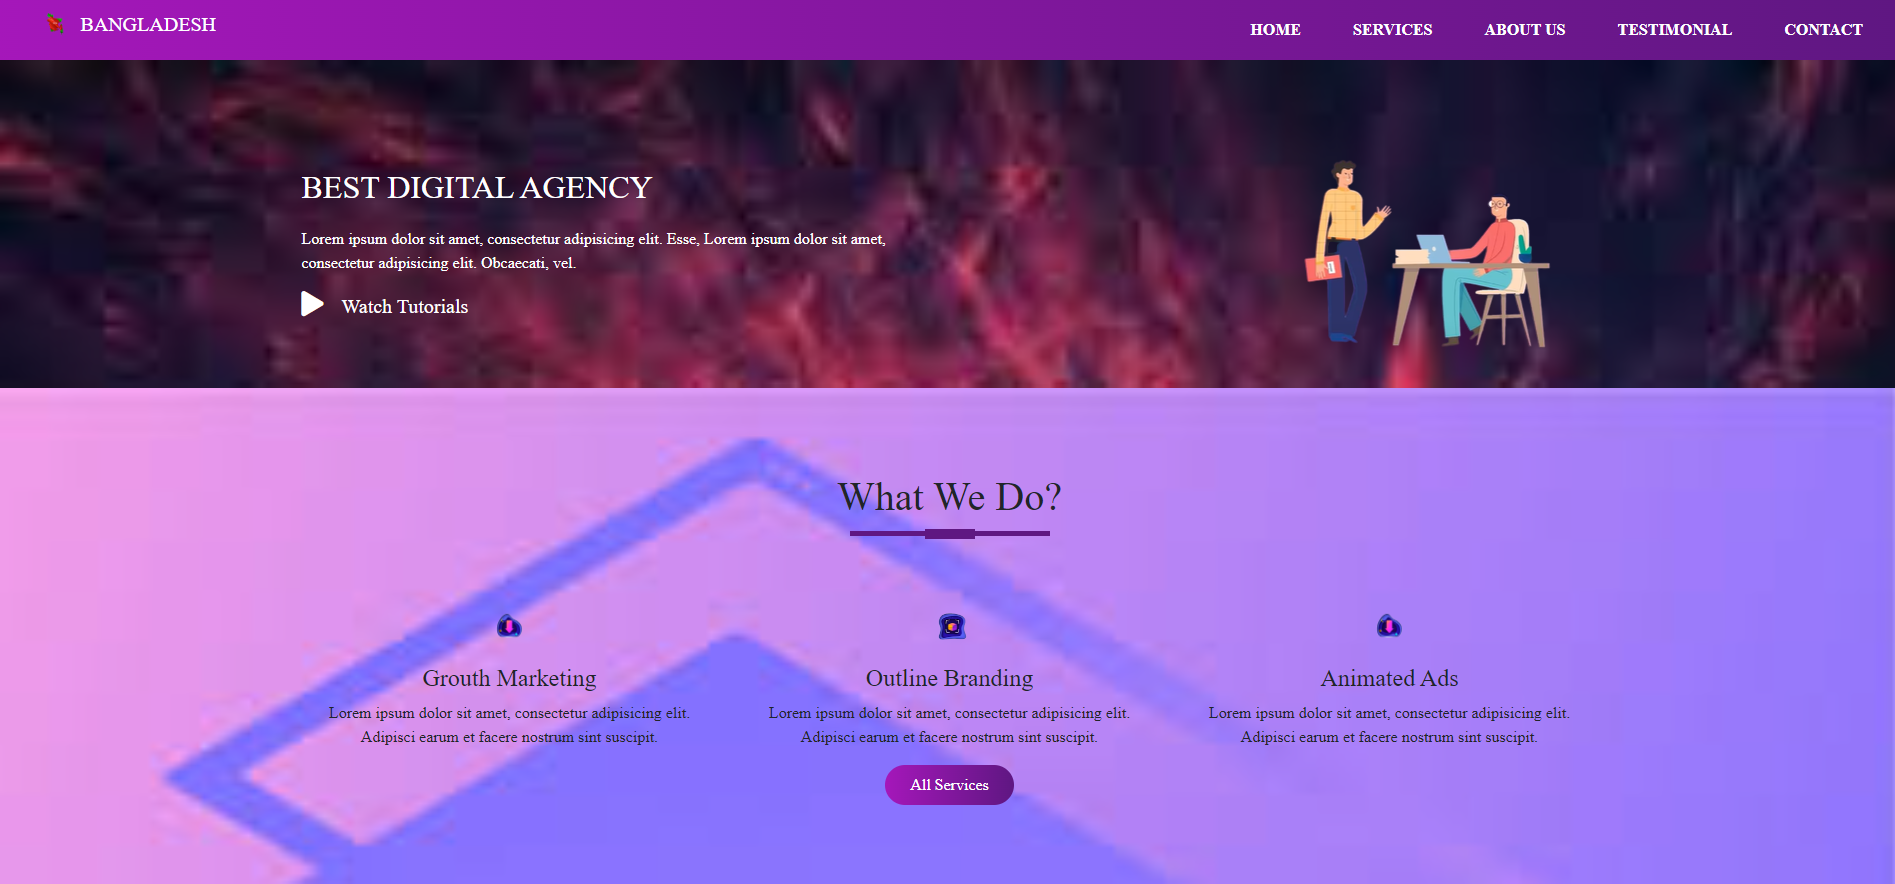 BANGLADESH
HOME SERVICES ABOUT US TESTIMONIAL CONTACT
BEST DIGITAL AGENCY
Lorem ipsum dolor sit amet, consectetur adipisicing elit. Esse, Lorem ipsum dolor sit amet,
consectetur adipisicing elit. Obcaecati, vel.
Watch Tutorials
What We Do?
Grouth Marketing
Lorem ipsum dolor sit amet, consectetur adipisicing elit.
Adipisci earum et facere nostrum sint suscipit.
Outline Branding
Lorem ipsum dolor sit amet, consectetur adipisicing elit.
Adipisci earum et facere nostrum sint suscipit.
Animated Ads
Lorem ipsum dolor sit amet, consectetur adipisicing elit.
Adipisci earum et facere nostrum sint suscipit.
All Services